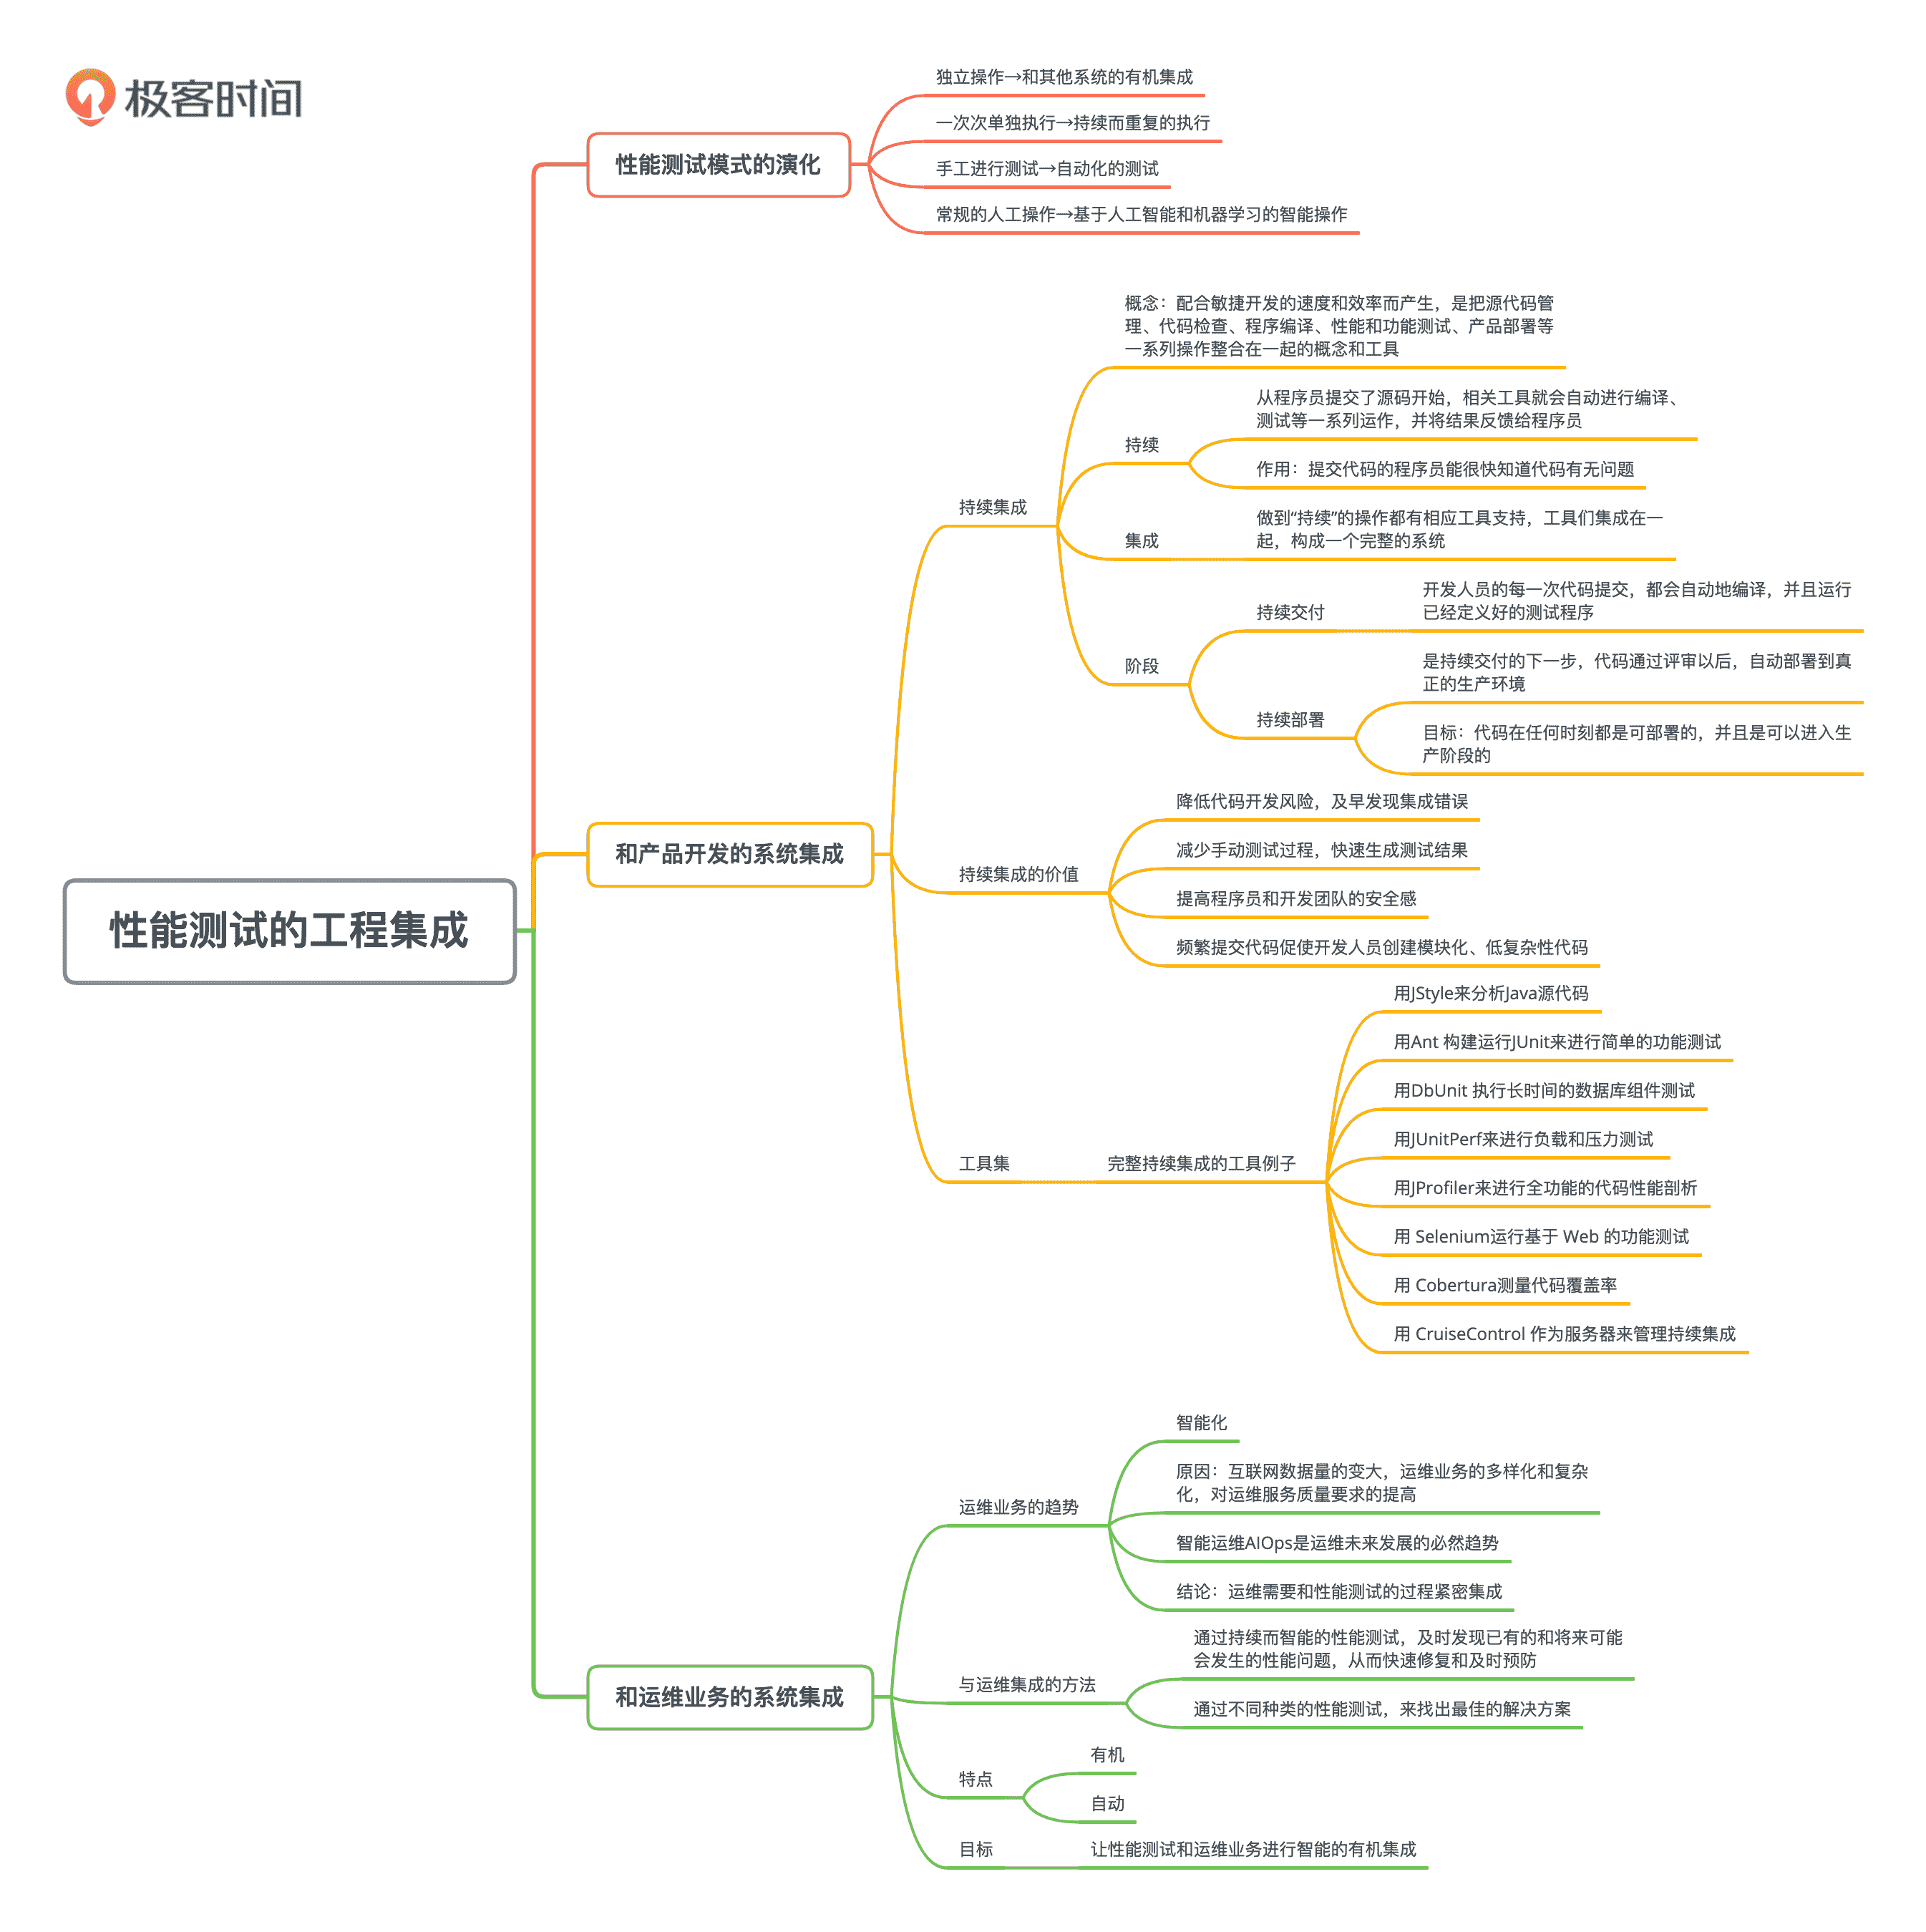 极客时间
性能测试的工程集成
性能测试模式的演化
独立操作→和其他系统的有机集成
一次次单独执行→持续而重复的执行
手工进行测试→自动化的测试
常规的人工操作→基于人工智能和机器学习的智能操作
和产品开发的系统集成
持续集成
概念：配合敏捷开发的速度和效率而产生，是把源代码管
理、代码检查、程序编译、性能和功能测试、产品部署等
一系列操作整合在一起的概念和工具
持续
从程序员提交了源码开始，相关工具就会自动进行编译、
测试等一系列运作，并将结果反馈给程序员
作用：提交代码的程序员能很快知道代码有无问题
集成
做到“持续”的操作都有相应工具支持，工具们集成在一
起，构成一个完整的系统
阶段
持续交付
开发人员的每一次代码提交，都会自动地编译，并且运行
已经定义好的测试程序
持续部署
是持续交付的下一步，代码通过评审以后，自动部署到真
正的生产环境
目标：代码在任何时刻都是可部署的，并且是可以进入生
产阶段的
持续集成的价值
降低代码开发风险，及早发现集成错误
减少手动测试过程，快速生成测试结果
提高程序员和开发团队的安全感
频繁提交代码促使开发人员创建模块化、低复杂性代码
工具集
完整持续集成的工具例子
用JStyle来分析Java源代码
用Ant 构建运行JUnit来进行简单的功能测试
用DbUnit 执行长时间的数据库组件测试
用JUnitPerf来进行负载和压力测试
用JProfiler来进行全功能的代码性能剖析
用 Selenium运行基于 Web 的功能测试
用 Cobertura测量代码覆盖率
用 CruiseControl 作为服务器来管理持续集成
和运维业务的系统集成
运维业务的趋势
智能化
原因：互联网数据量的变大，运维业务的多样化和复杂
化，对运维服务质量要求的提高
智能运维AIOps是运维未来发展的必然趋势
结论：运维需要和性能测试的过程紧密集成
与运维集成的方法
通过持续而智能的性能测试，及时发现已有的和将来可能
会发生的性能问题，从而快速修复和及时预防
通过不同种类的性能测试，来找出最佳的解决方案
特点
有机
自动
目标
让性能测试和运维业务进行智能的有机集成